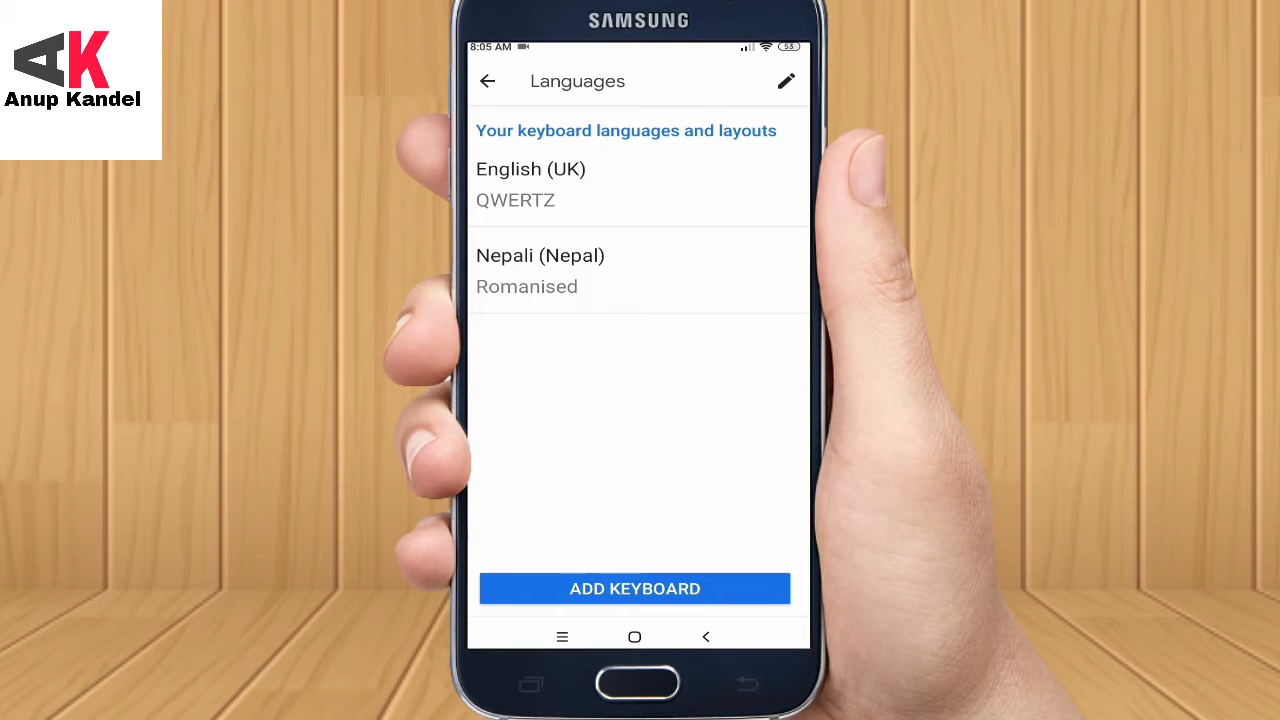 AK
Anup Kandel
SAMSUNG
8:05 AM
53
Languages
Your keyboard languages and layouts
English (UK)
QWERTZ
Nepali (Nepal)
Romanised
ADD KEYBOARD